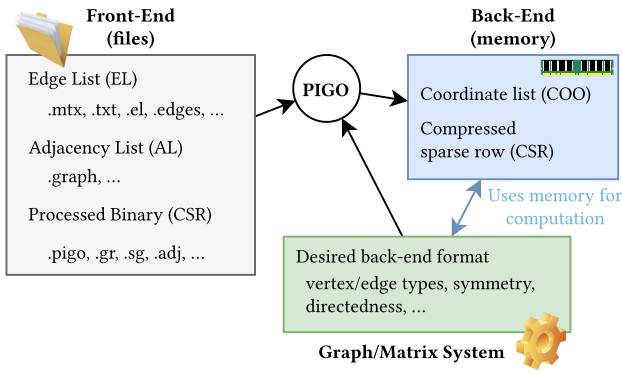 Front-End
(files)
Edge List (EL)
.mtx, .txt, .el, .edges, ...
Adjacency List (AL)
.graph, ...
Processed Binary (CSR)
.pigo, .gr, .sg, .adj, ...
PIGO
Back-End
(memory)
Coordinate list (COO)
Compressed
sparse row (CSR)
Uses memory for
computation
Desired back-end format
vertex/edge types, symmetry,
directedness, ...
Graph/Matrix System